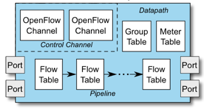 Datapath
OpenFlow
Channel
OpenFlow
Channel
Control Channel
Group
Table
Meter
Table
Port
Port
Flow
Table
Flow
Table
Flow
Table
Port
Port
Pipeline